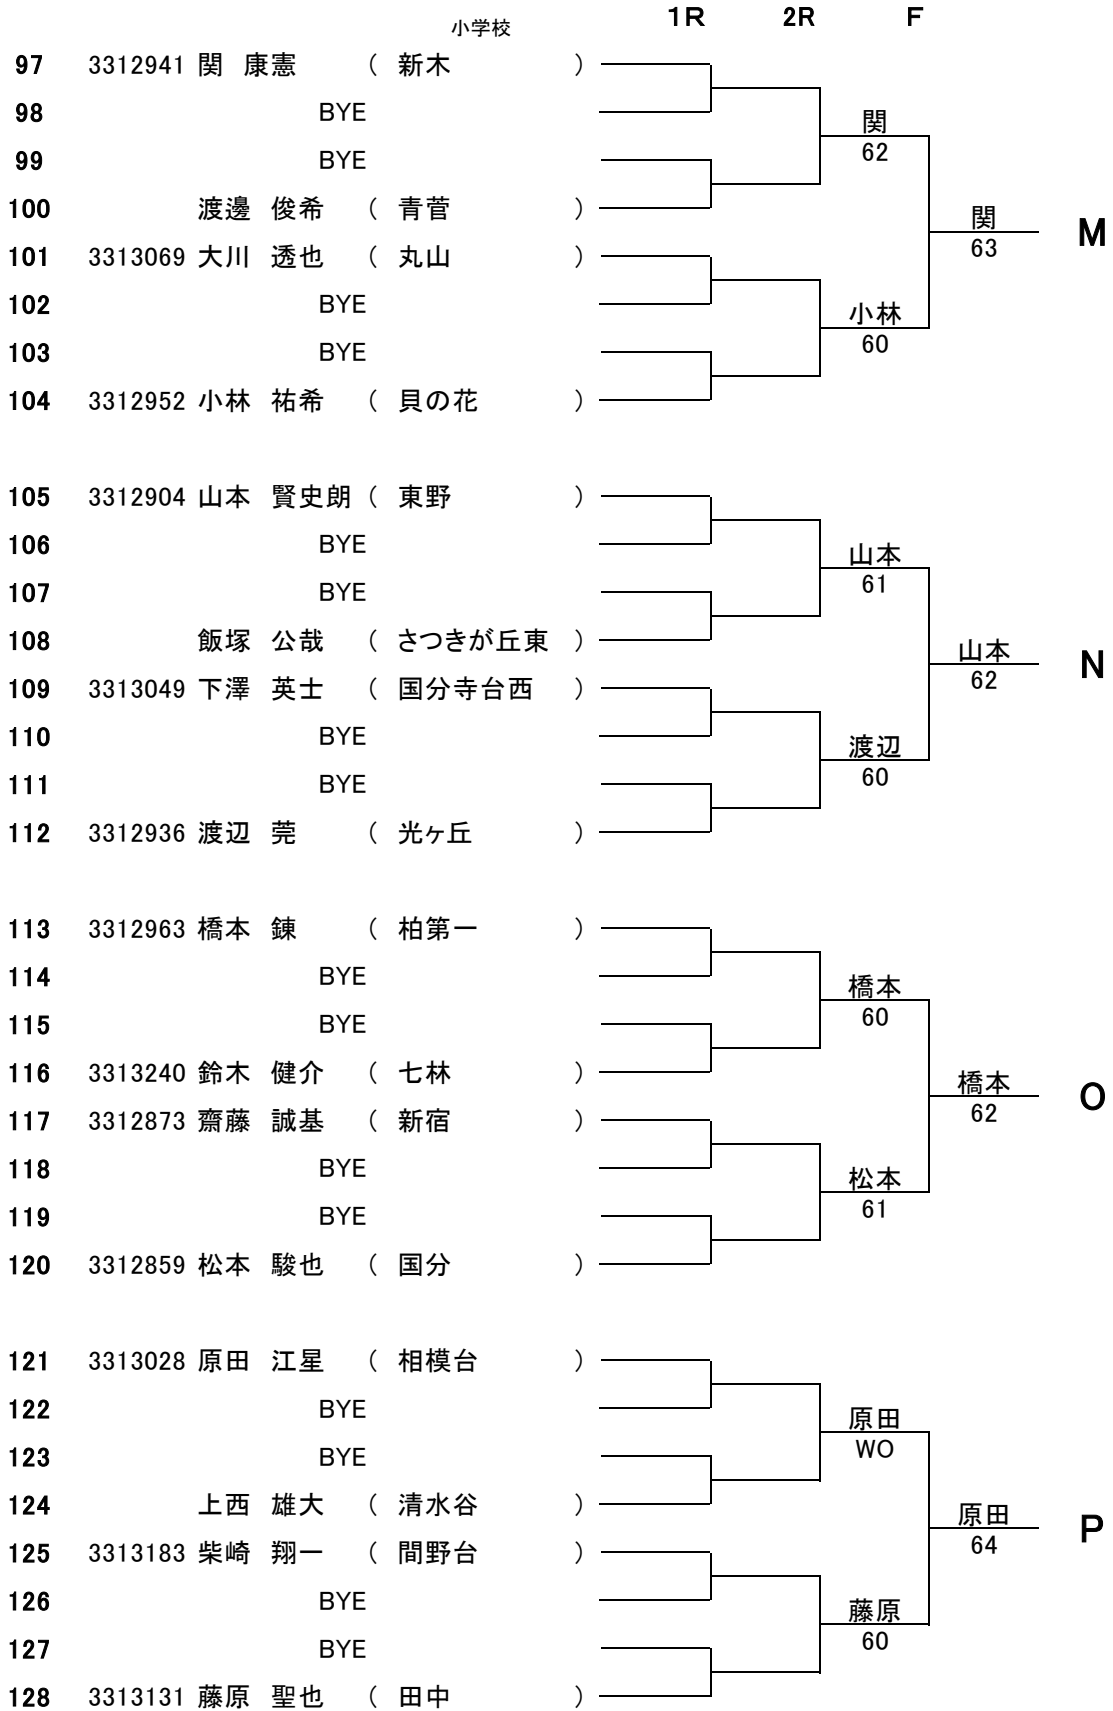 小学校 1R 2R F
97 3312941 関 康憲 ( 新木 )
98 BYE
関
62
99 BYE
100 渡邊 俊希 ( 青菅 )
関
63
M
101 3313069 大川 透也 ( 丸山 )
102 BYE
小林
60
103 BYE
104 3312952 小林 祐希 ( 貝の花 )
105 3312904 山本 賢史朗 ( 東野 )
106 BYE
山本
61
107 BYE
108 飯塚 公哉 ( さつきが丘東 )
山本
62
N
109 3313049 下澤 英士 ( 国分寺台西 )
110 BYE
渡辺
60
111 BYE
112 3312936 渡辺 莞 ( 光ヶ丘 )
113 3312963 橋本 錬 ( 柏第一 )
114 BYE
橋本
60
115 BYE
116 3313240 鈴木 健介 ( 七林 )
橋本
62
O
117 3312873 齋藤 誠基 ( 新宿 )
118 BYE
松本
61
119 BYE
120 3312859 松本 駿也 ( 国分 )
121 3313028 原田 江星 ( 相模台 )
122 BYE
原田
WO
123 BYE
124 上西 雄大 ( 清水谷 )
原田
64
P
125 3313183 柴崎 翔一 ( 間野台 )
126 BYE
藤原
60
127 BYE
128 3313131 藤原 聖也 ( 田中 )